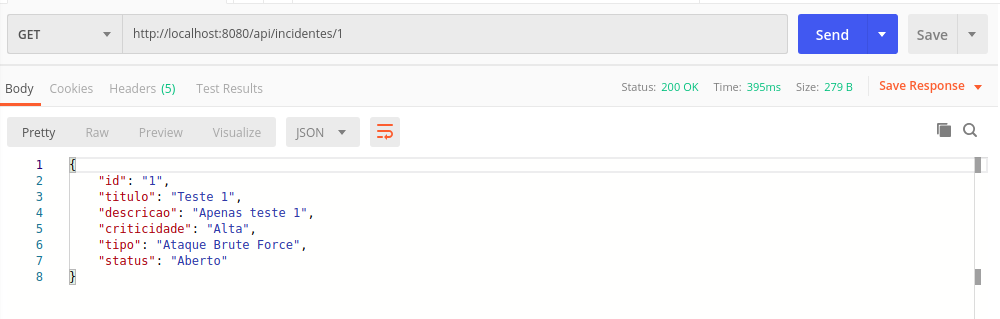 GET http://localhost:8080/api/incidentes/1 Send Save
Body Cookies Headers (5) Test Results Status: 200 OK Time: 395ms Size: 279 B Save Response
Pretty Raw Preview Visualize JSON
1 {
2 "id": "1",
3 "titulo": "Teste 1",
4 "descricao": "Apenas teste 1",
5 "criticidade": "Alta",
6 "tipo": "Ataque Brute Force",
7 "status": "Aberto"
8 }